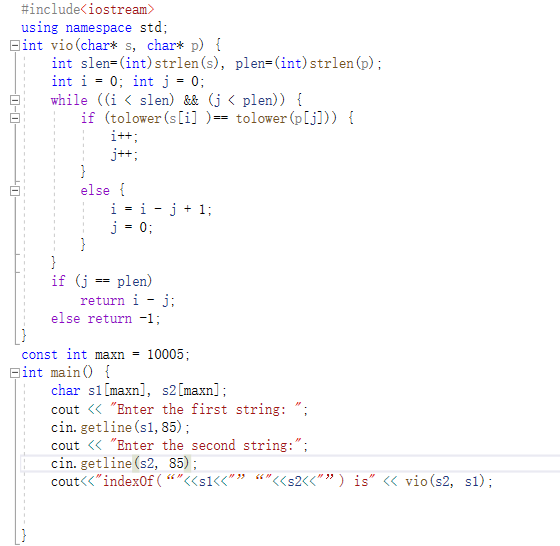 #include<iostream>
using namespace std;
int vio(char* s, char* p) {
int slen=(int)strlen(s), plen=(int)strlen(p);
int i = 0; int j = 0;
while ((i < slen) && (j < plen)) {
if (tolower(s[i] )== tolower(p[j])) {
i++;
j++;
}
else {
i = i - j + 1;
j = 0;
}
}
if (j == plen)
return i - j;
else return -1;
}
const int maxn = 10005;
int main() {
char s1[maxn], s2[maxn];
cout << "Enter the first string: ";
cin.getline(s1,85);
cout << "Enter the second string:";
cin.getline(s2, 85);
cout<<"indexOf(“"<<s1<<"” “"<<s2<<"”) is" << vio(s2, s1);
}